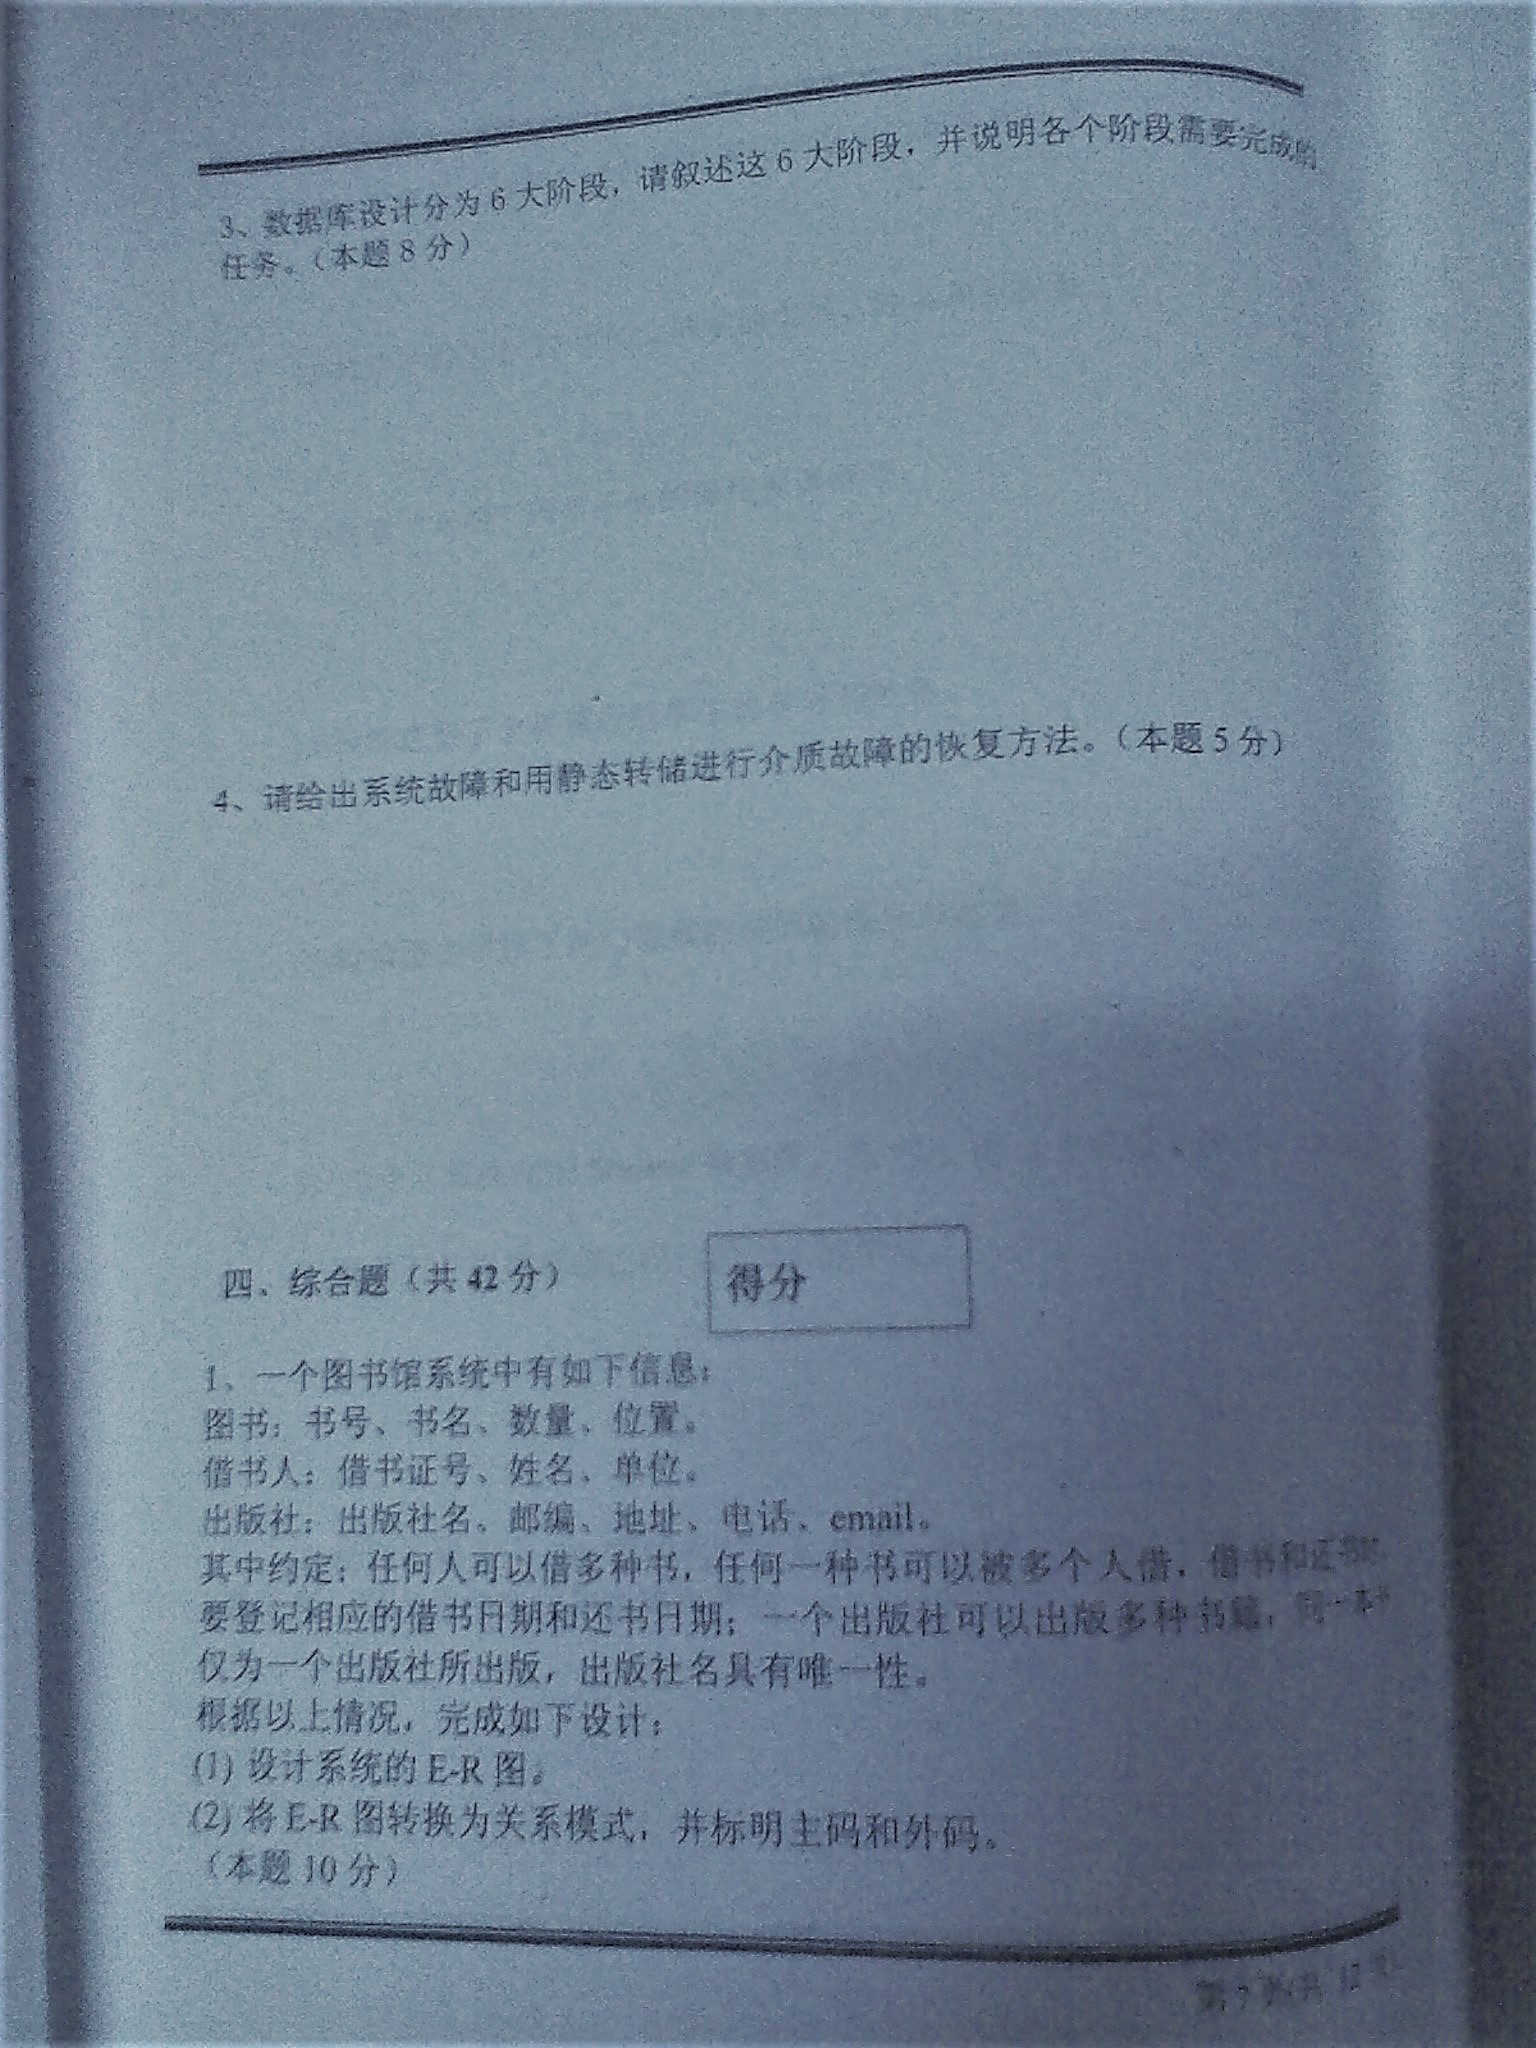 3、数据库设计分为 6 大阶段，请叙述这 6 大阶段，并说明各个阶段需要完成的
任务。（本题 8 分）
4、请给出系统故障和用静态转储进行介质故障的恢复方法。（本题 5 分）
四、综合题（共 42 分）
得分
1、一个图书馆系统中有如下信息：
图书：书号、书名、数量、位置。
借书人：借书证号、姓名、单位。
出版社：出版社名、邮编、地址、电话、email。
其中约定：任何人可以借多种书，任何一种书可以被多个人借，借书和还书时
要登记相应的借书日期和还书日期；一个出版社可以出版多种书籍，同一本书
仅为一个出版社所出版，出版社名具有唯一性。
根据以上情况，完成如下设计：
(1) 设计系统的 E-R 图。
(2) 将 E-R 图转换为关系模式，并标明主码和外码。
（本题 10 分）